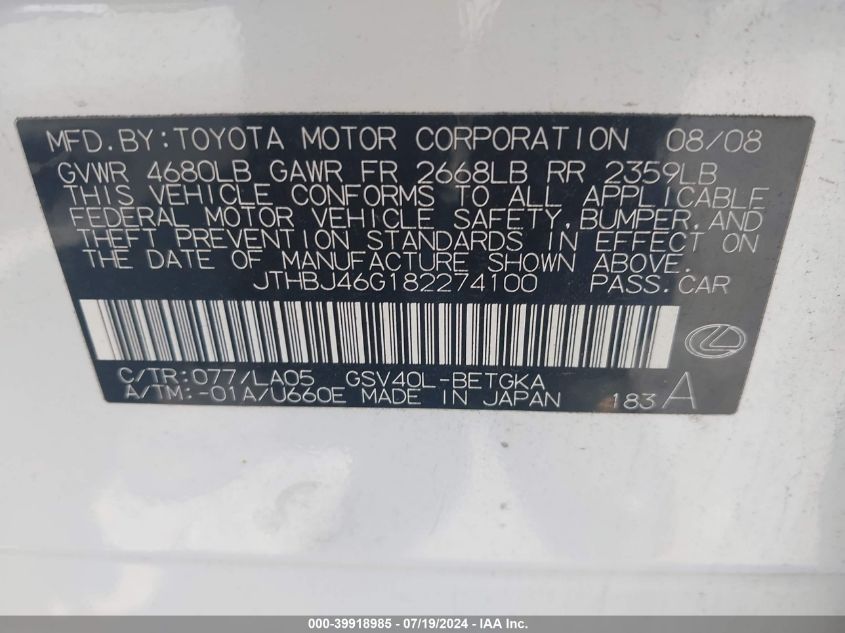 MFD.BY:TOYOTA MOTOR CORPORATION 08/08
GVWR 4680LB GAWR FR 2668LB RR 2359LB
THIS VEHICLE CONFORMS TO ALL APPLICABLE
FEDERAL MOTOR VEHICLE SAFETY,BUMPER,AND
THEFT PREVENTION STANDARDS IN EFFECT ON
THE DATE OF MANUFACTURE SHOWN ABOVE.
JTHBJ46G182274100 PASS.CAR
C/TR:077/LA05 GSV40L-BETGKA
A/TM:-01A/U660E MADE IN JAPAN 183 A
000-39918985 - 07/19/2024 - IAA Inc.